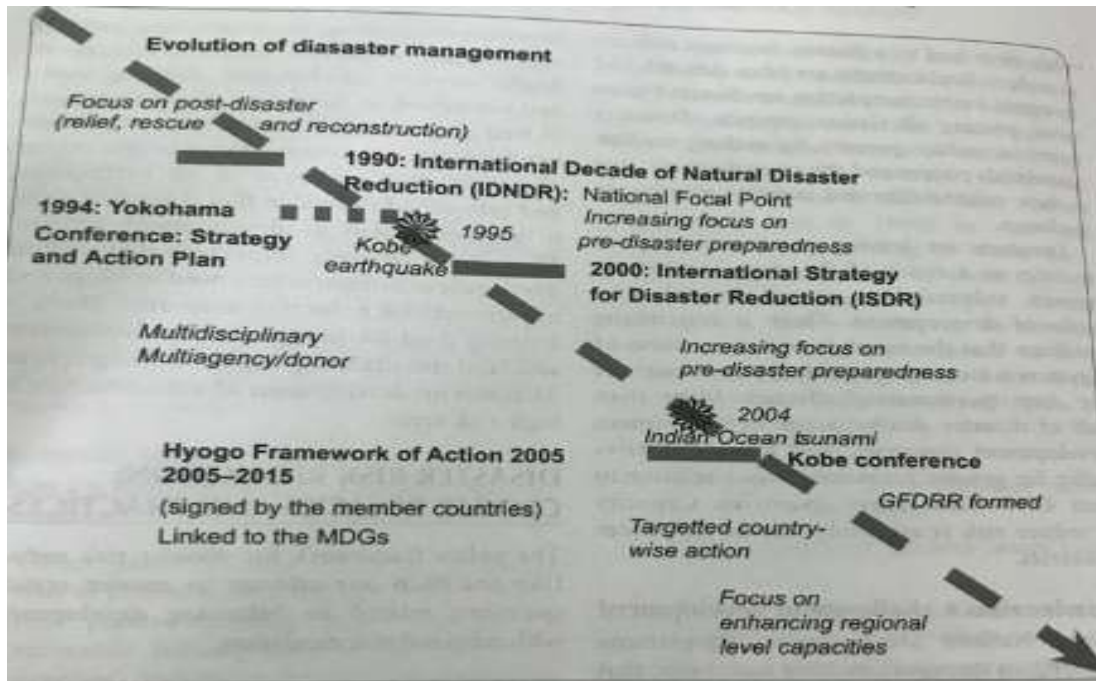 Evolution of diasaster management
Focus on post-disaster
(relief, rescue and reconstruction)
1990: International Decade of Natural Disaster
Reduction (IDNDR): National Focal Point
Increasing focus on
pre-disaster preparedness
1994: Yokohama
Conference: Strategy
and Action Plan
1995
Kobe
earthquake
2000: International Strategy
for Disaster Reduction (ISDR)
Multidisciplinary
Multiagency/donor
Increasing focus on
pre-disaster preparedness
2004
Indian Ocean tsunami
Kobe conference
Hyogo Framework of Action 2005
2005–2015
(signed by the member countries)
Linked to the MDGs
GFDRR formed
Targetted country-
wise action
Focus on
enhancing regional
level capacities